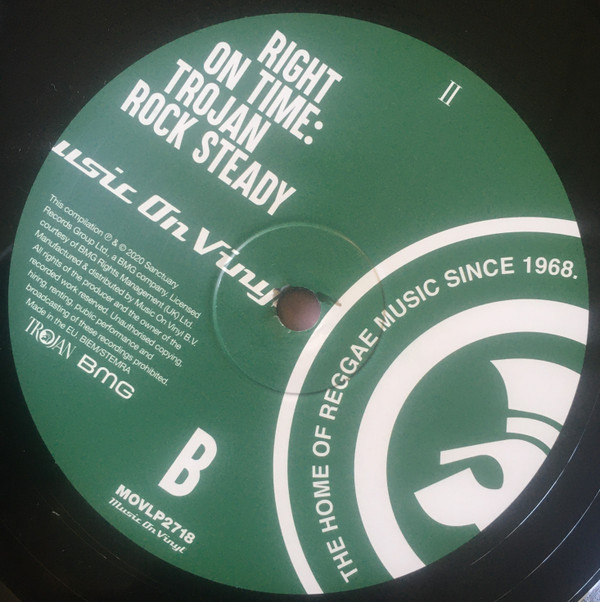 RIGHT
ON TIME:
TROJAN
ROCK STEADY
II
usic On Vinyl
This compilation ℗ & © 2020 Sanctuary
Records Group Ltd., a BMG company. Licensed
courtesy of BMG Rights Management (UK) Ltd.
Manufactured & distributed by Music On Vinyl B.V.
All rights of the producer and the owner of the
recorded work reserved. Unauthorised copying,
hiring, renting, public performance and
broadcasting of these recordings prohibited.
Made in the EU. BIEM/STEMRA
TROJAN BMG
B
MOVLP2718
Music On Vinyl
THE HOME OF REGGAE MUSIC SINCE 1968.